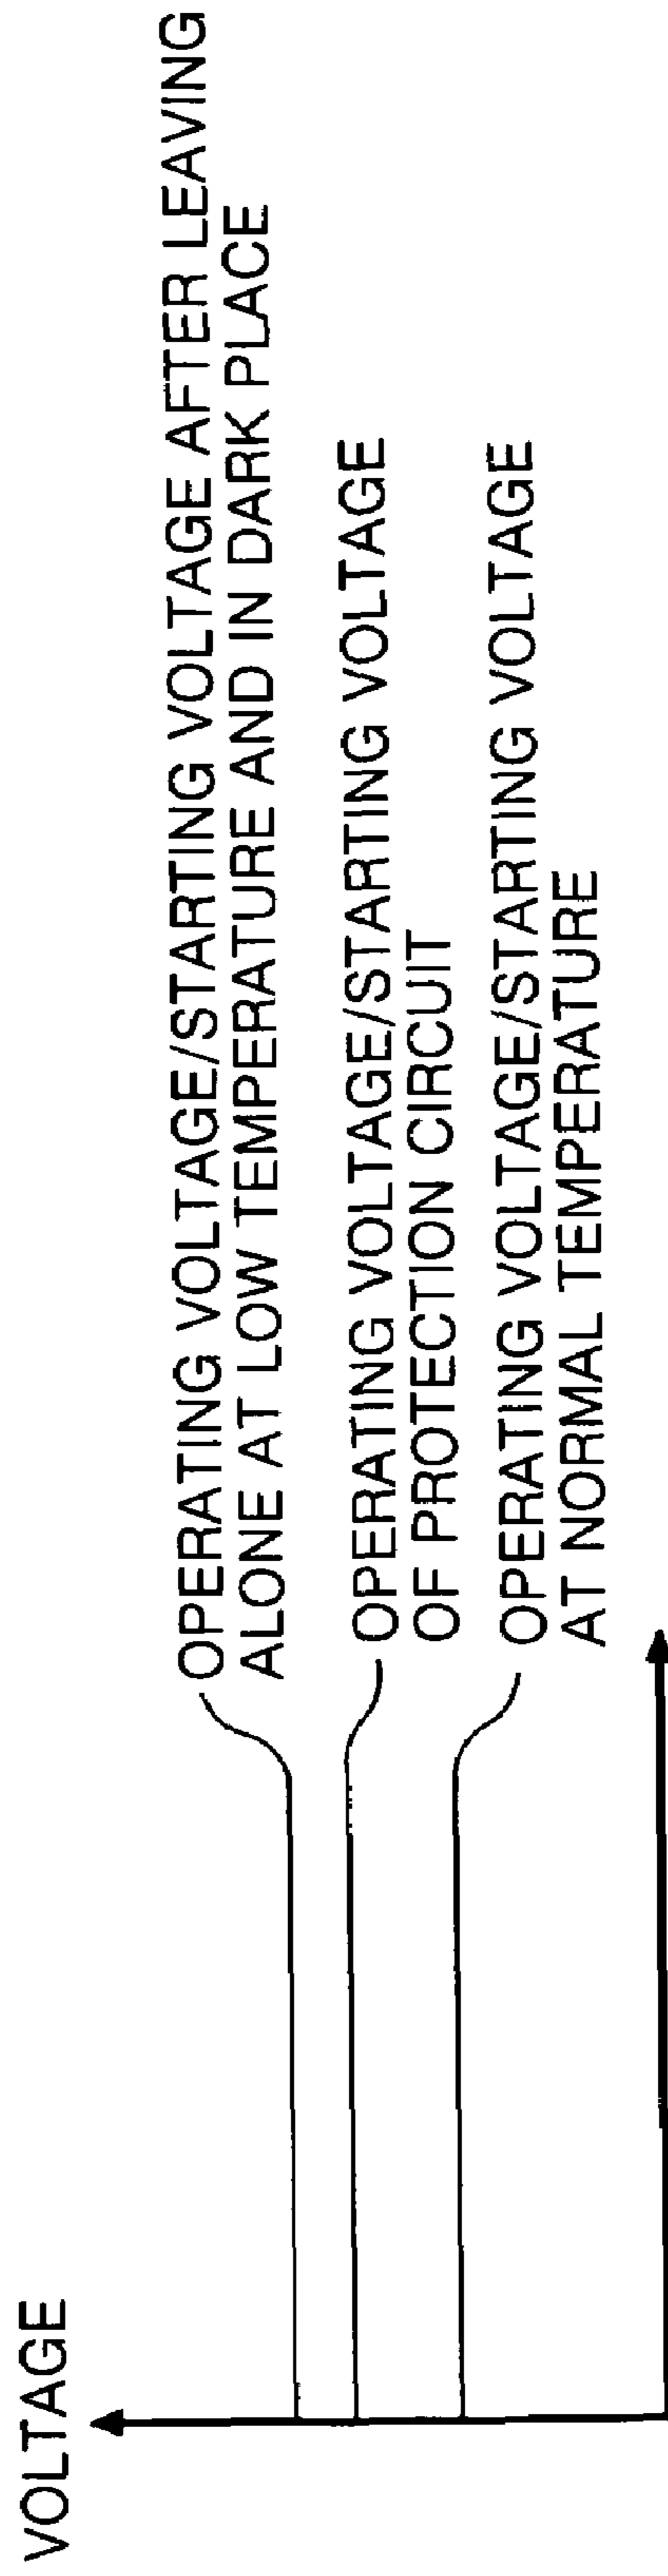 VOLTAGE
OPERATING VOLTAGE/STARTING VOLTAGE AFTER LEAVING
ALONE AT LOW TEMPERATURE AND IN DARK PLACE
OPERATING VOLTAGE/STARTING VOLTAGE
OF PROTECTION CIRCUIT
OPERATING VOLTAGE/STARTING VOLTAGE
AT NORMAL TEMPERATURE